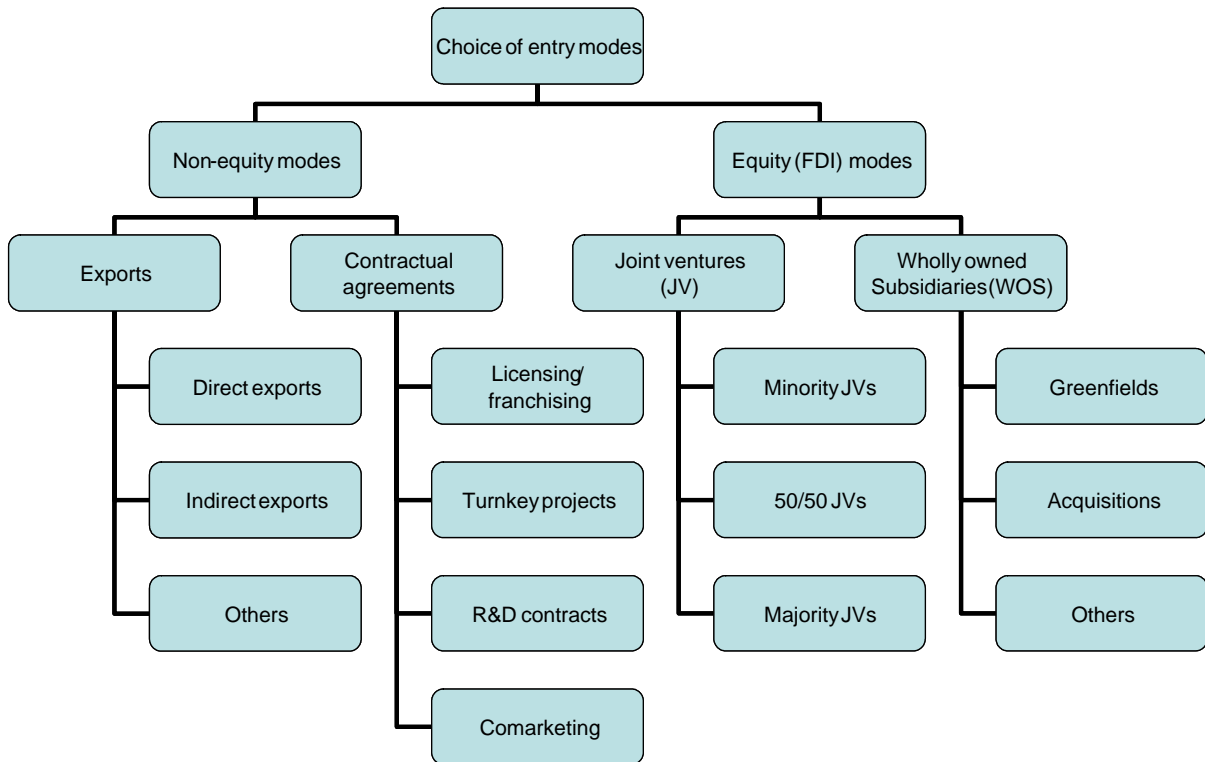 Choice of entry modes
Non-equity modes
Equity (FDI) modes
Exports
Contractual
agreements
Joint ventures
(JV)
Wholly owned
Subsidiaries(WOS)
Direct exports
Licensing/
franchising
Minority JVs
Greenfields
Indirect exports
Turnkey projects
50/50 JVs
Acquisitions
Others
R&D contracts
Majority JVs
Others
Comarketing